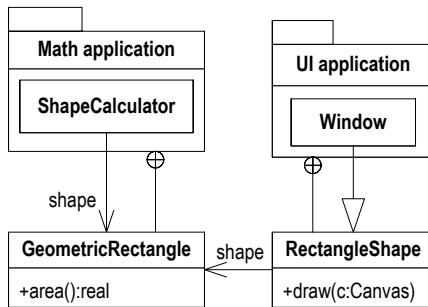 Math application
ShapeCalculator
UI application
Window
shape
GeometricRectangle
+area():real
shape
RectangleShape
+draw(c:Canvas)